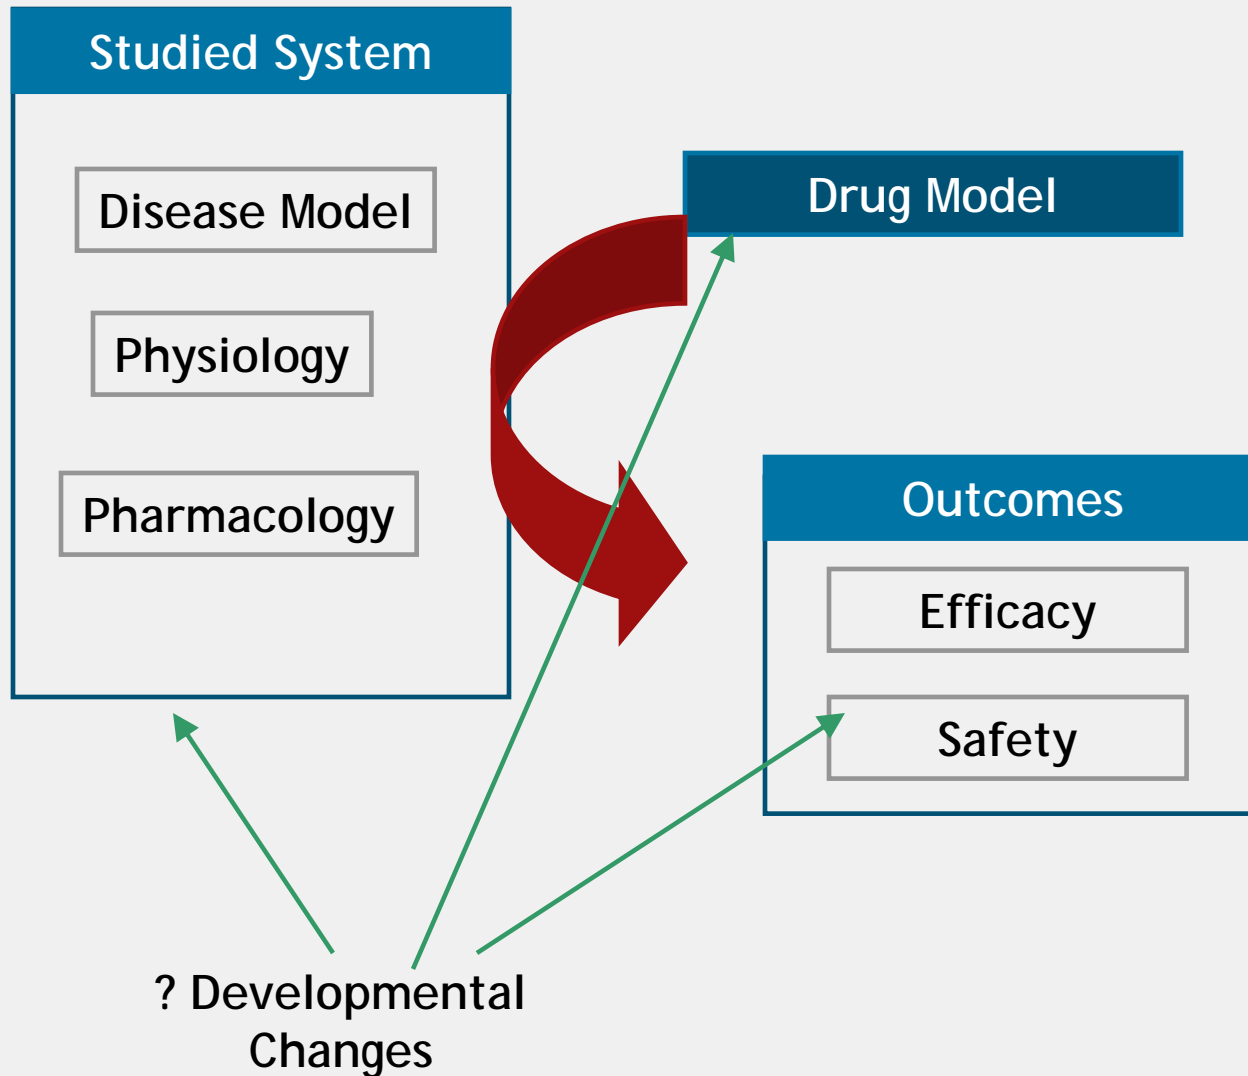 Studied System
Disease Model
Physiology
Pharmacology
Drug Model
Outcomes
Efficacy
Safety
? Developmental
Changes